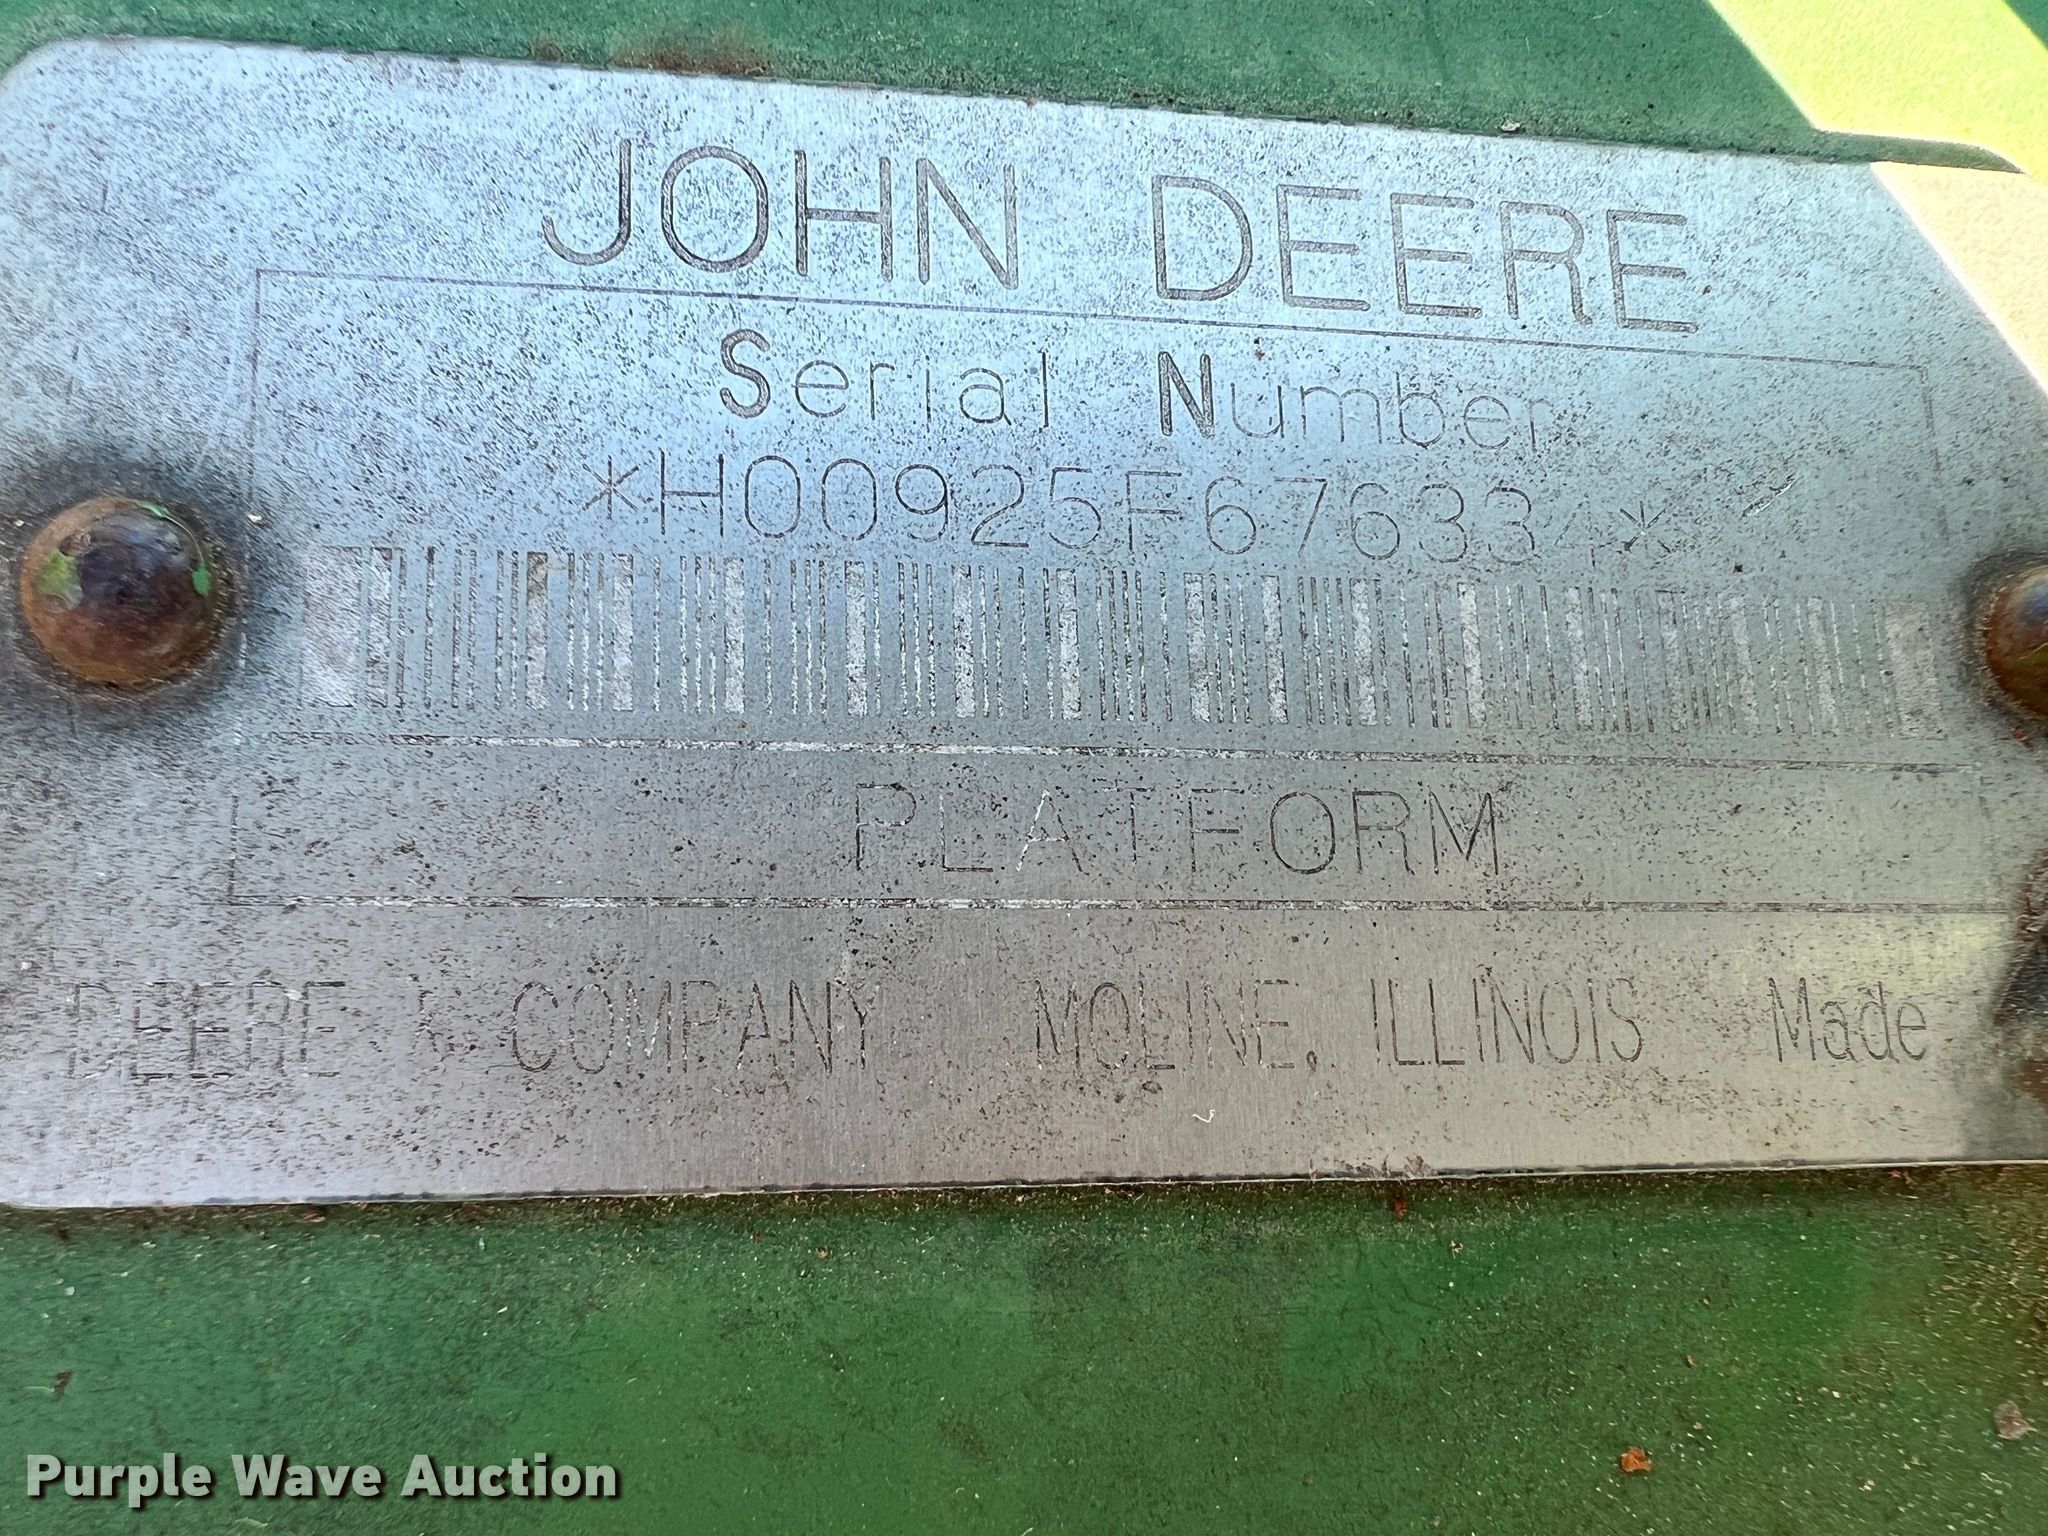 JOHN DEERE
Serial Number
*H00925F676334*
PLATFORM
DEERE & COMPANY MOLINE, ILLINOIS Made
Purple Wave Auction